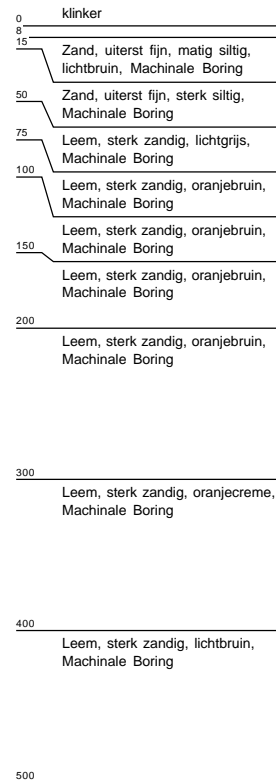 klinker
0
8
15
Zand, uiterst fijn, matig siltig,
lichtbruin, Machinale Boring
50
Zand, uiterst fijn, sterk siltig,
Machinale Boring
75
Leem, sterk zandig, lichtgrijs,
Machinale Boring
100
Leem, sterk zandig, oranjebruin,
Machinale Boring
Leem, sterk zandig, oranjebruin,
Machinale Boring
150
Leem, sterk zandig, oranjebruin,
Machinale Boring
200
Leem, sterk zandig, oranjebruin,
Machinale Boring
300
Leem, sterk zandig, oranjecreme,
Machinale Boring
400
Leem, sterk zandig, lichtbruin,
Machinale Boring
500